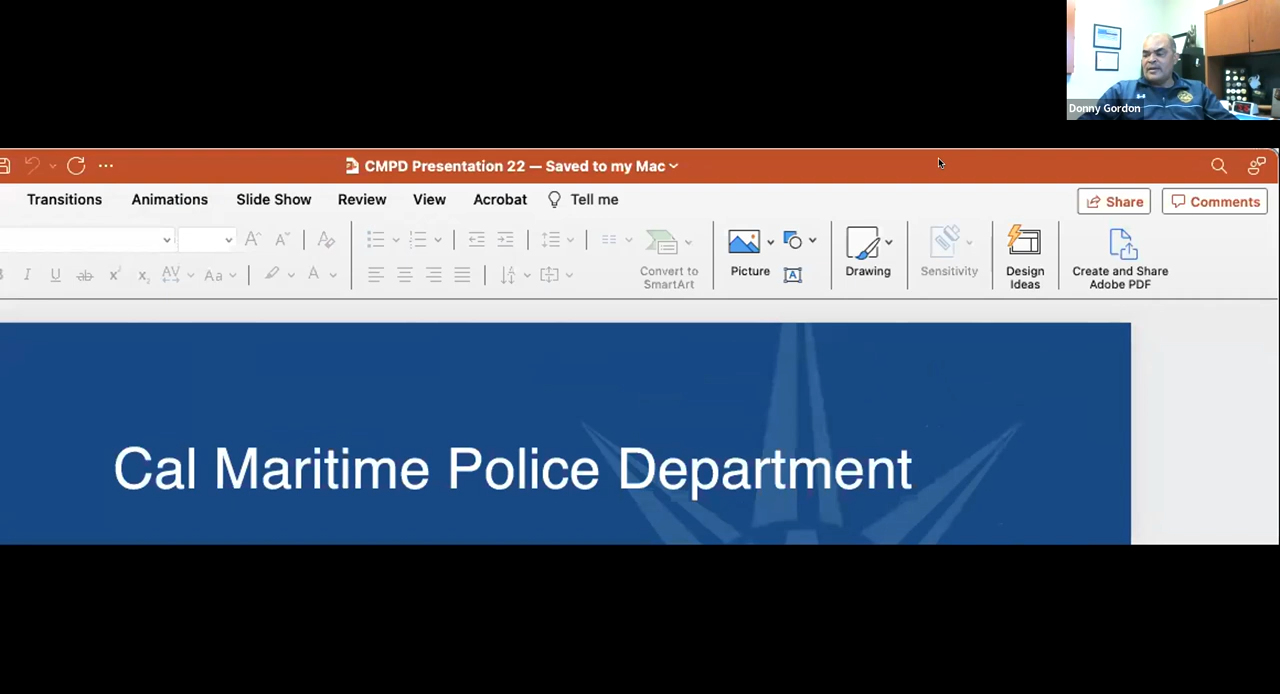 Donny Gordon
CMPD Presentation 22 — Saved to my Mac
Transitions Animations Slide Show Review View Acrobat Tell me
Share Comments
Convert to
SmartArt
Picture
Drawing
Sensitivity
Design
Ideas
Create and Share
Adobe PDF
Cal Maritime Police Department